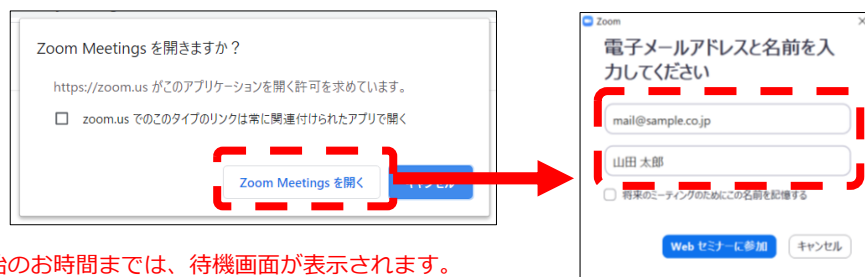 Zoom Meetings を開きますか？
https://zoom.us がこのアプリケーションを開く許可を求めています。
zoom.us でのこのタイプのリンクは常に関連付けられたアプリで開く
Zoom Meetings を開く
キャンセル
Zoom
電子メールアドレスと名前を入
力してください
mail@sample.co.jp
山田 太郎
将来のミーティングのためにこの名前を記憶する
Web セミナーに参加 キャンセル
のお時間までは、待機画面が表示されます。